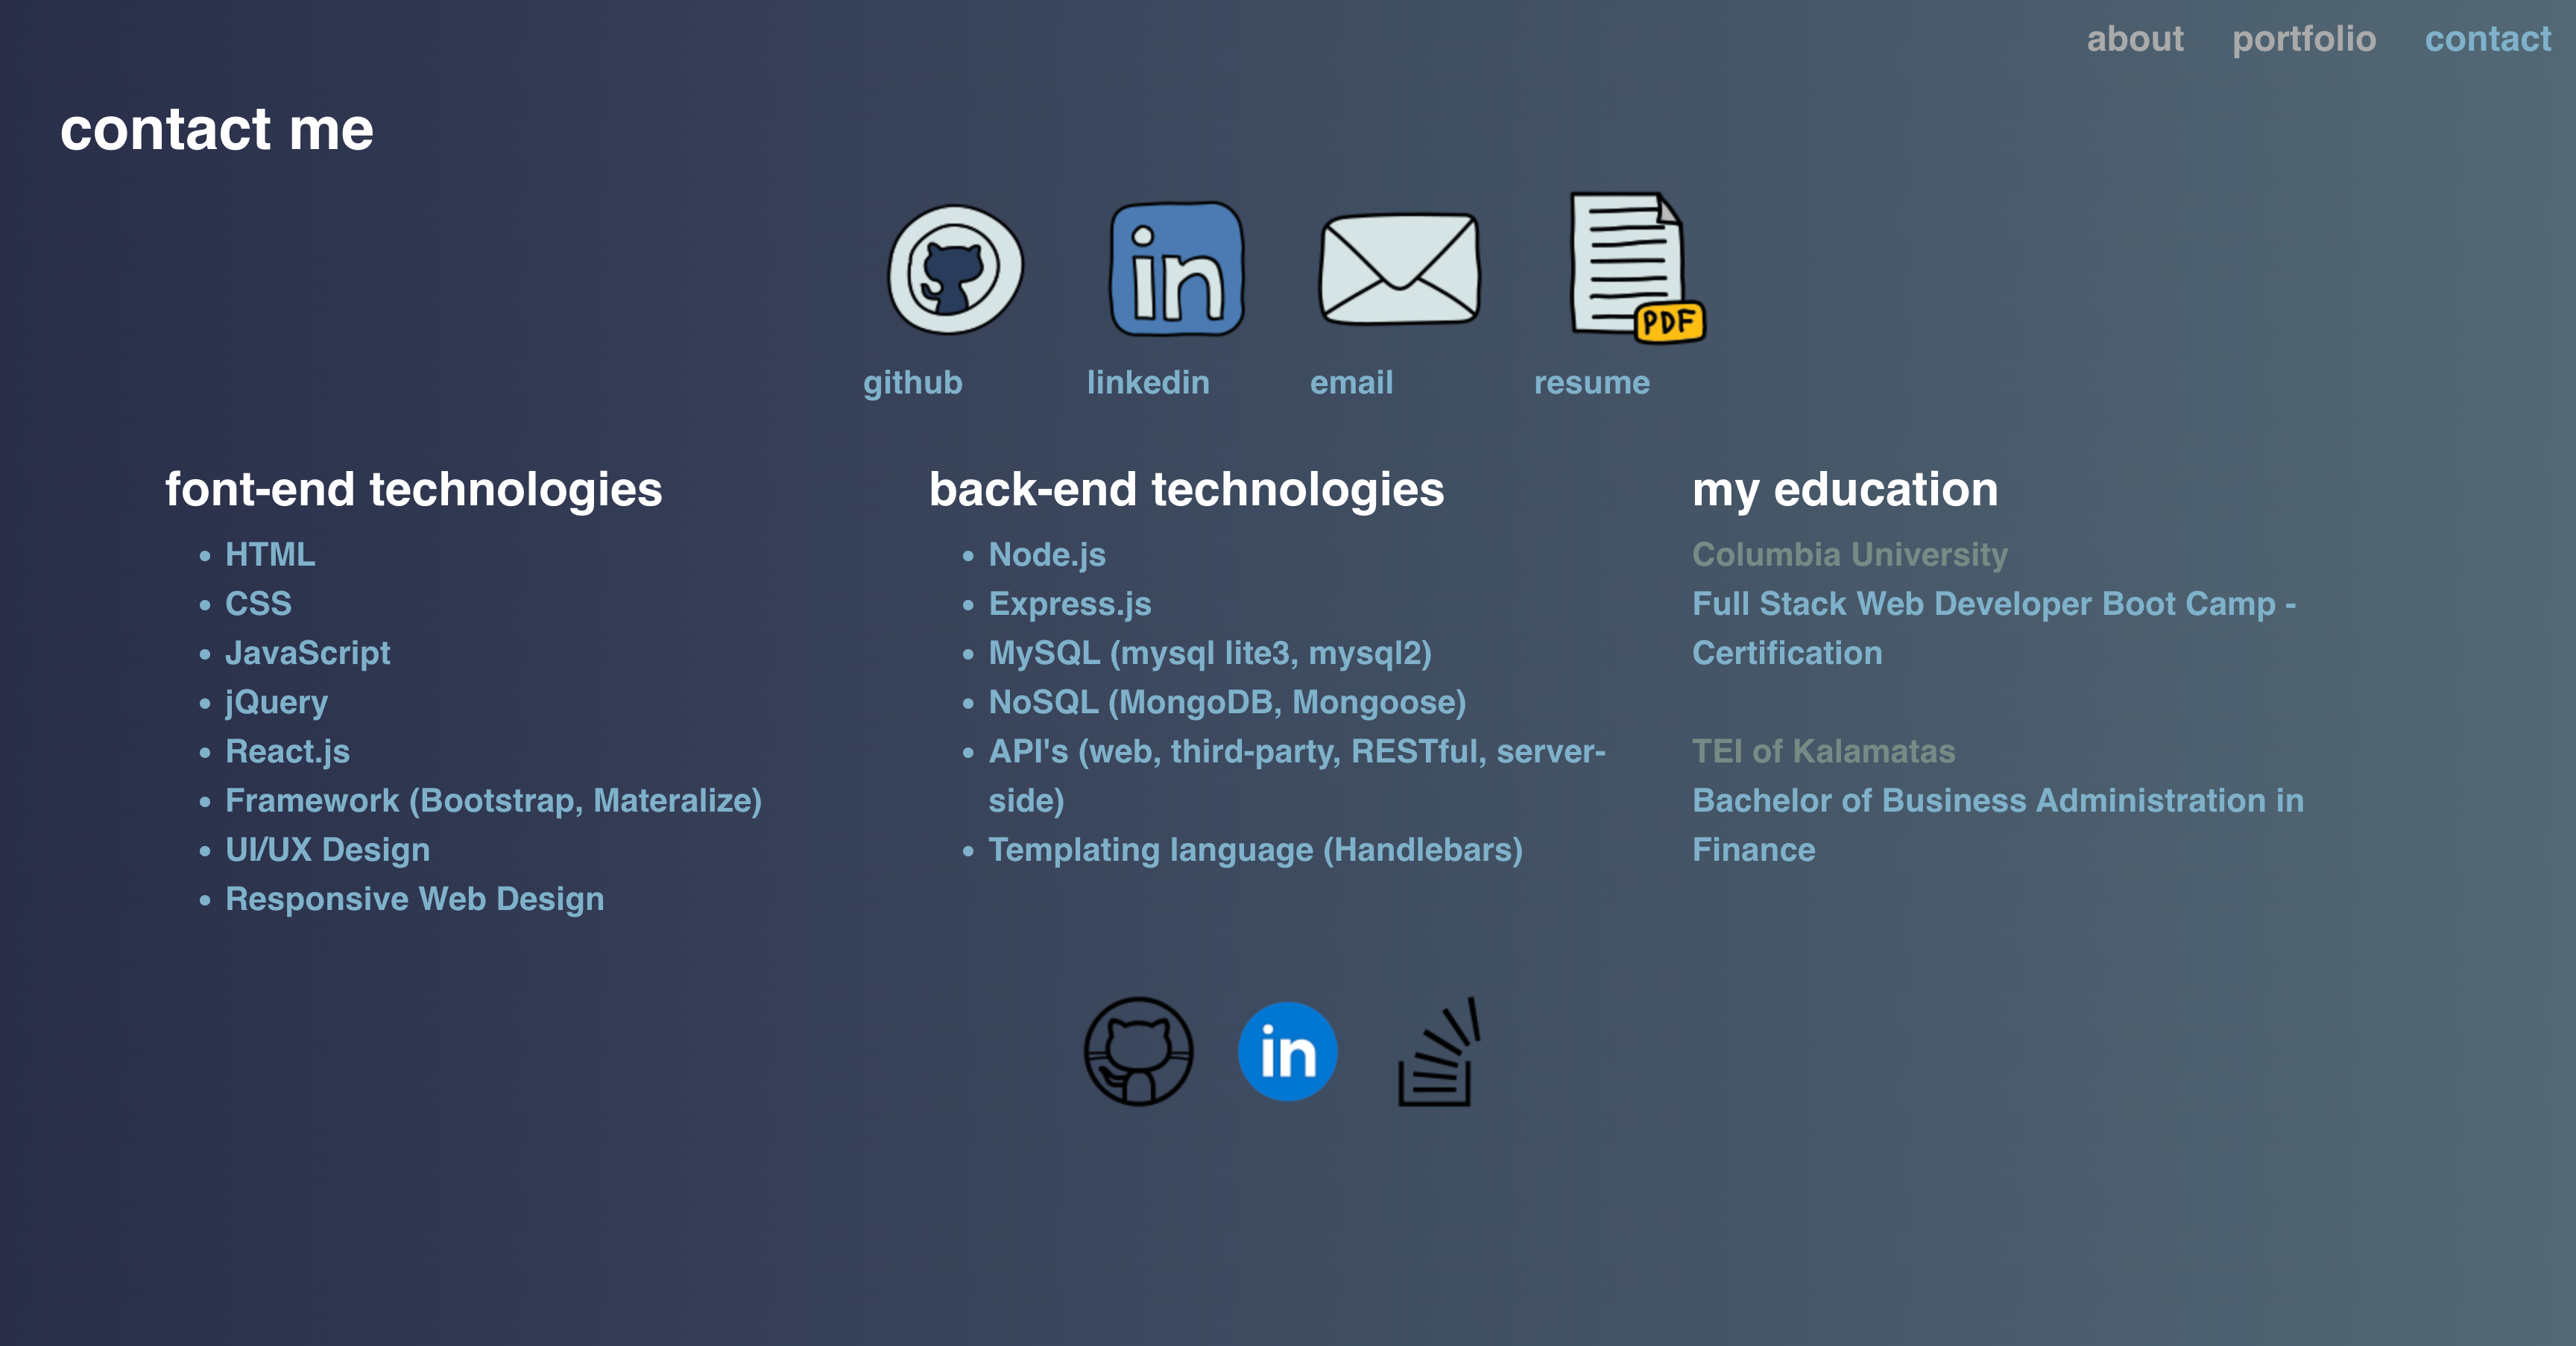 about portfolio contact
contact me
in
PDF
github linkedin email resume
font-end technologies
HTML
CSS
JavaScript
jQuery
React.js
Framework (Bootstrap, Materalize)
UI/UX Design
Responsive Web Design
back-end technologies
Node.js
Express.js
MySQL (mysql lite3, mysql2)
NoSQL (MongoDB, Mongoose)
API's (web, third-party, RESTful, server-
side)
Templating language (Handlebars)
my education
Columbia University
Full Stack Web Developer Boot Camp -
Certification
TEI of Kalamatas
Bachelor of Business Administration in
Finance
in